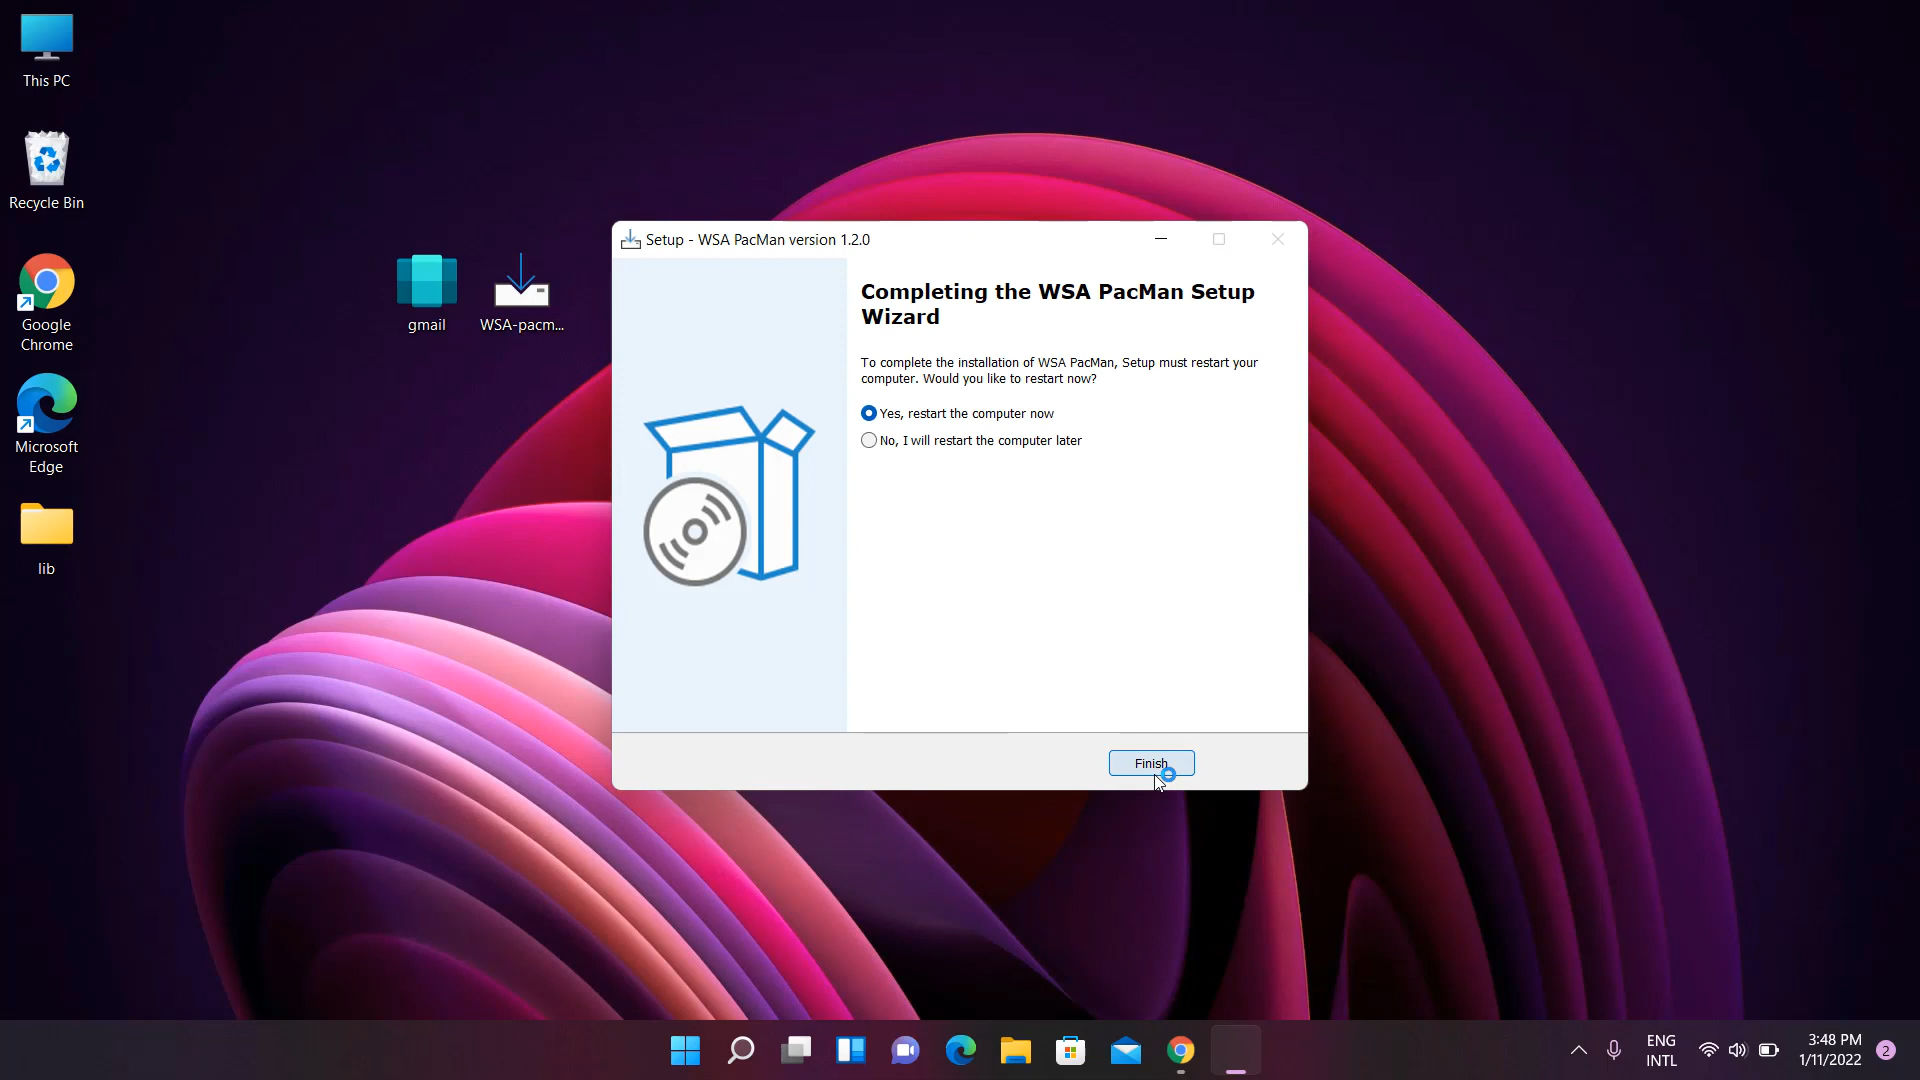 This PC
Recycle Bin
Google
Chrome
Microsoft
Edge
lib
gmail
WSA-pacm...
Setup - WSA PacMan version 1.2.0
Completing the WSA PacMan Setup
Wizard
To complete the installation of WSA PacMan, Setup must restart your
computer. Would you like to restart now?
Yes, restart the computer now
No, I will restart the computer later
Finish
ENG
INTL
3:48 PM
1/11/2022
2